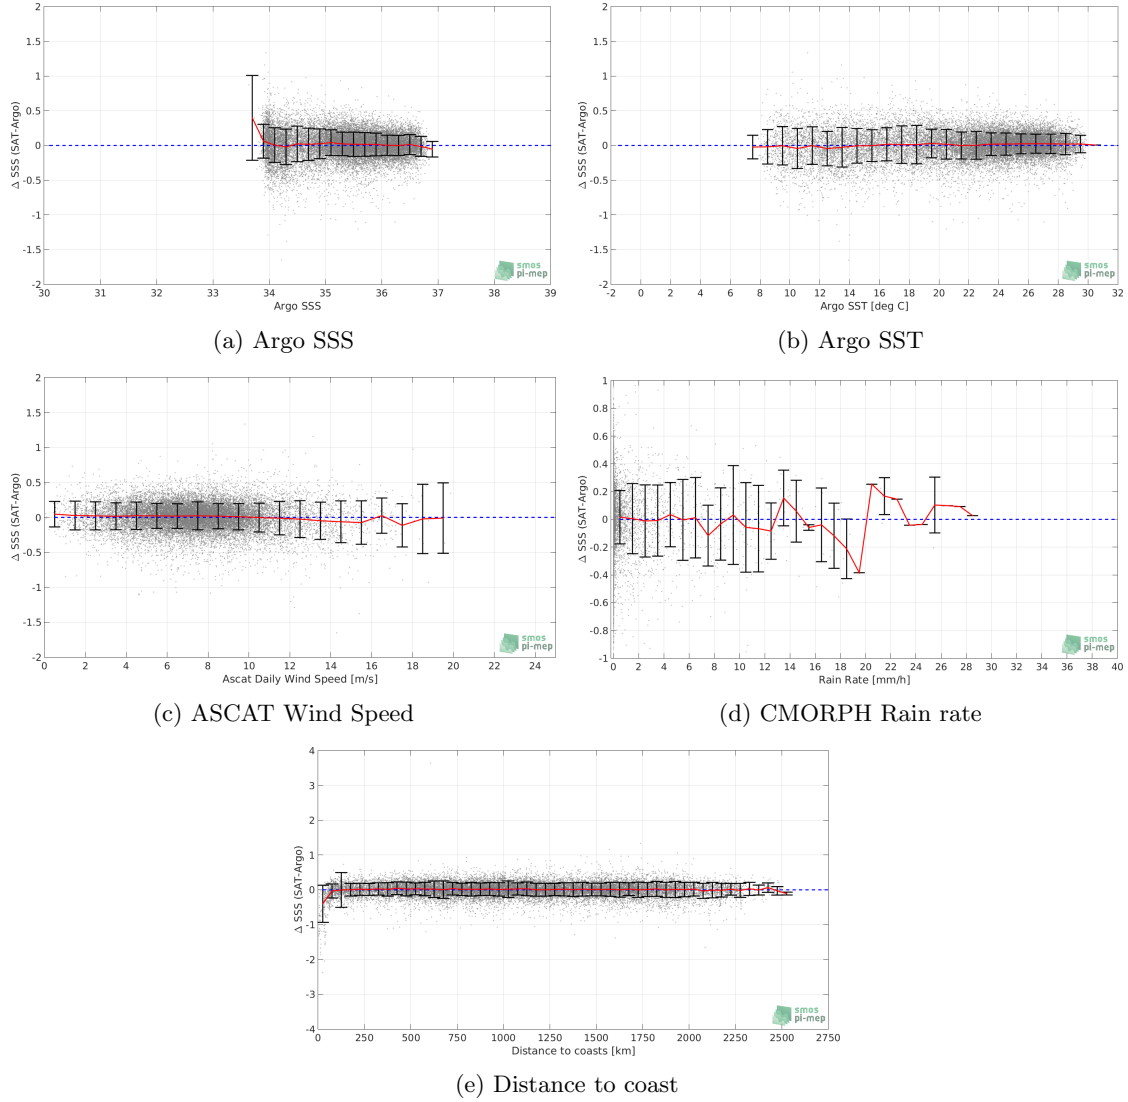 2
1.5
1
0.5
0
-0.5
-1
-1.5
-2
Δ SSS (SAT-Argo)
30 31 32 33 34 35 36 37 38 39
Argo SSS
smos
pi-mep
(a) Argo SSS
2
1.5
1
0.5
0
-0.5
-1
-1.5
-2
Δ SSS (SAT-Argo)
-2 0 2 4 6 8 10 12 14 16 18 20 22 24 26 28 30 32
Argo SST [deg C]
smos
pi-mep
(b) Argo SST
2
1.5
1
0.5
0
-0.5
-1
-1.5
-2
Δ SSS (SAT-Argo)
0 2 4 6 8 10 12 14 16 18 20 22 24
Ascat Daily Wind Speed [m/s]
smos
pi-mep
(c) ASCAT Wind Speed
1
0.8
0.6
0.4
0.2
0
-0.2
-0.4
-0.6
-0.8
-1
Δ SSS (SAT-Argo)
0 2 4 6 8 10 12 14 16 18 20 22 24 26 28 30 32 34 36 38 40
Rain Rate [mm/h]
smos
pi-mep
(d) CMORPH Rain rate
4
3
2
1
0
-1
-2
-3
-4
Δ SSS (SAT-Argo)
0 250 500 750 1000 1250 1500 1750 2000 2250 2500 2750
Distance to coasts [km]
smos
pi-mep
(e) Distance to coast